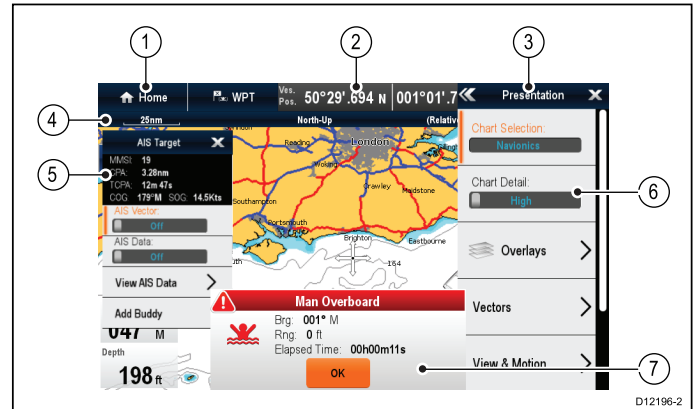 1
2
3
Home
WPT
Ves.
Pos. 50°29'.694 N 001°01'.7
Presentation
4
25nm
North-Up
(Relativ
AIS Target
MMSI: 19
CPA: 3.28nm
TCPA: 12m 47s
COG: 179°M SOG: 14.5Kts
5
AIS Vector:
Off
AIS Data:
Off
View AIS Data
Add Buddy
047 M
Depth
198 ft
Reading
London
Woking
Crawley
Maidstone
Southampton
Portsmouth
Brighton
Eastbourne
164
Chart Selection:
Navionics
Chart Detail:
High
6
Overlays
Vectors
View & Motion
Man Overboard
Brg: 001° M
Rng: 0 ft
Elapsed Time: 00h00m11s
OK
7
D12196-2